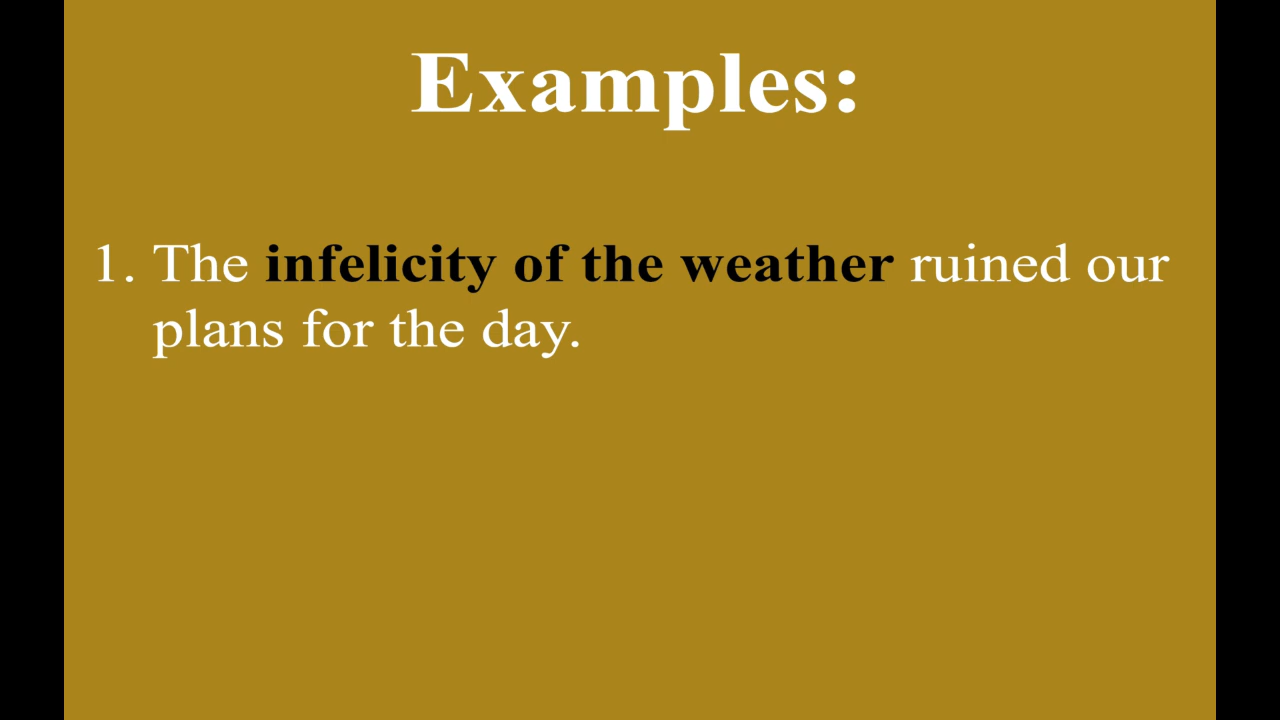 Examples:
1. The infelicity of the weather ruined our
plans for the day.